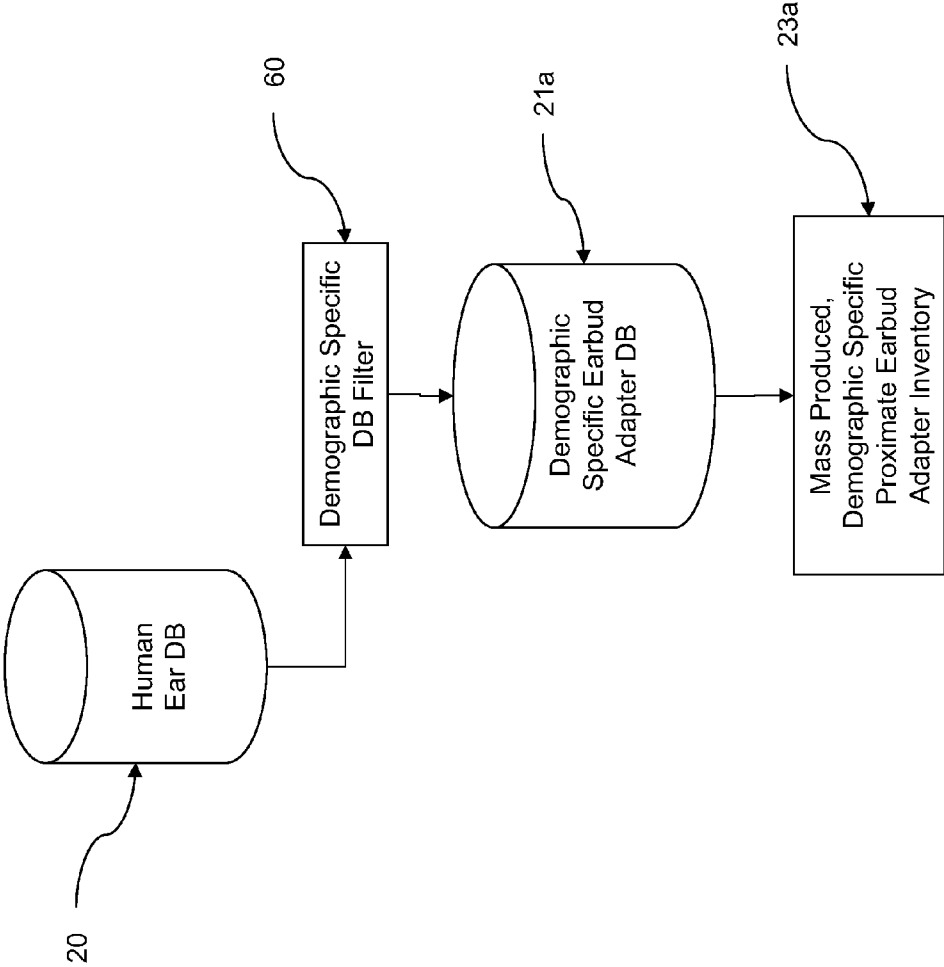 20
Human
Ear DB
60
Demographic Specific
DB Filter
21a
Demographic
Specific Earbud
Adapter DB
23a
Mass Produced,
Demographic Specific
Proximate Earbud
Adapter Inventory